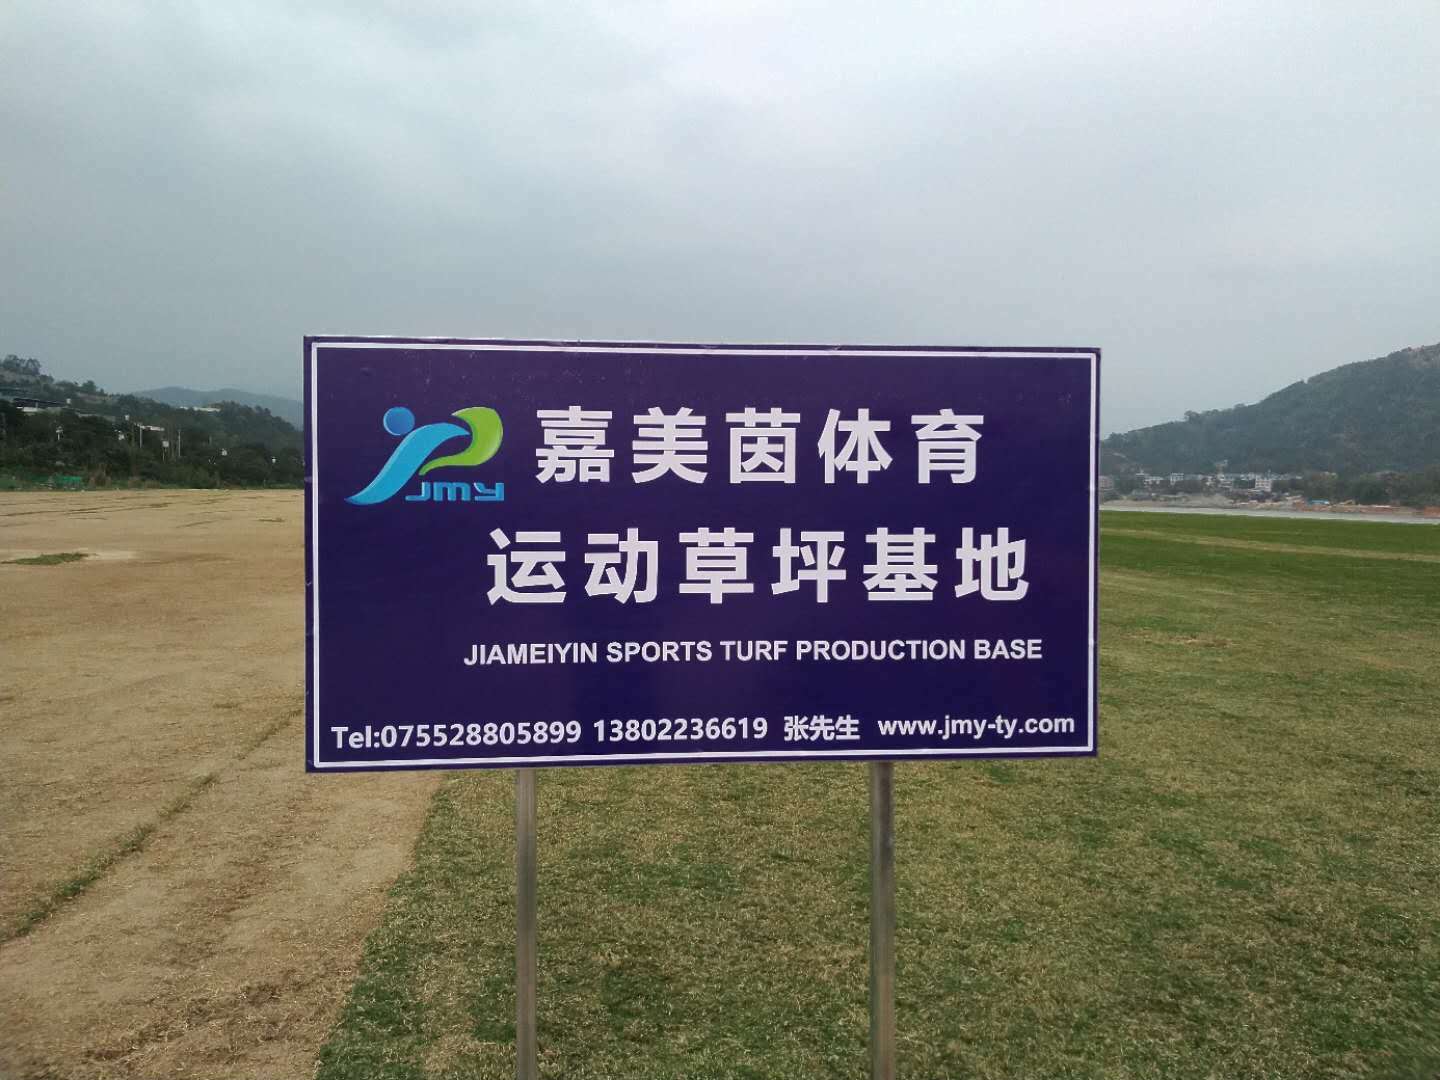 JMY
嘉美茵体育
运动草坪基地
JIAMEIYIN SPORTS TURF PRODUCTION BASE
Tel:075528805899 13802236619 张先生 www.jmy-ty.com